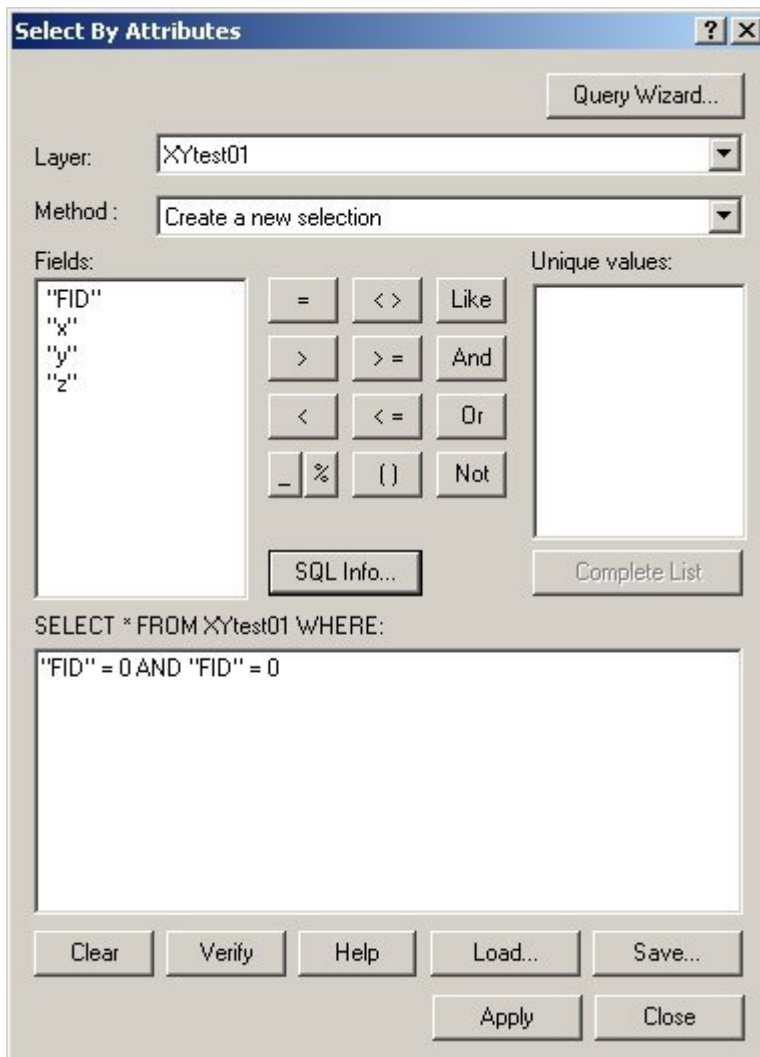 Select By Attributes
Query Wizard...
Layer: XYtest01
Method : Create a new selection
Fields: Unique values:
"FID"
"x"
"y"
"z"
= < > Like
> > = And
< < = Or
_ % ( ) Not
SQL Info... Complete List
SELECT * FROM XYtest01 WHERE:
"FID" = 0 AND "FID" = 0
Clear Verify Help Load... Save...
Apply Close